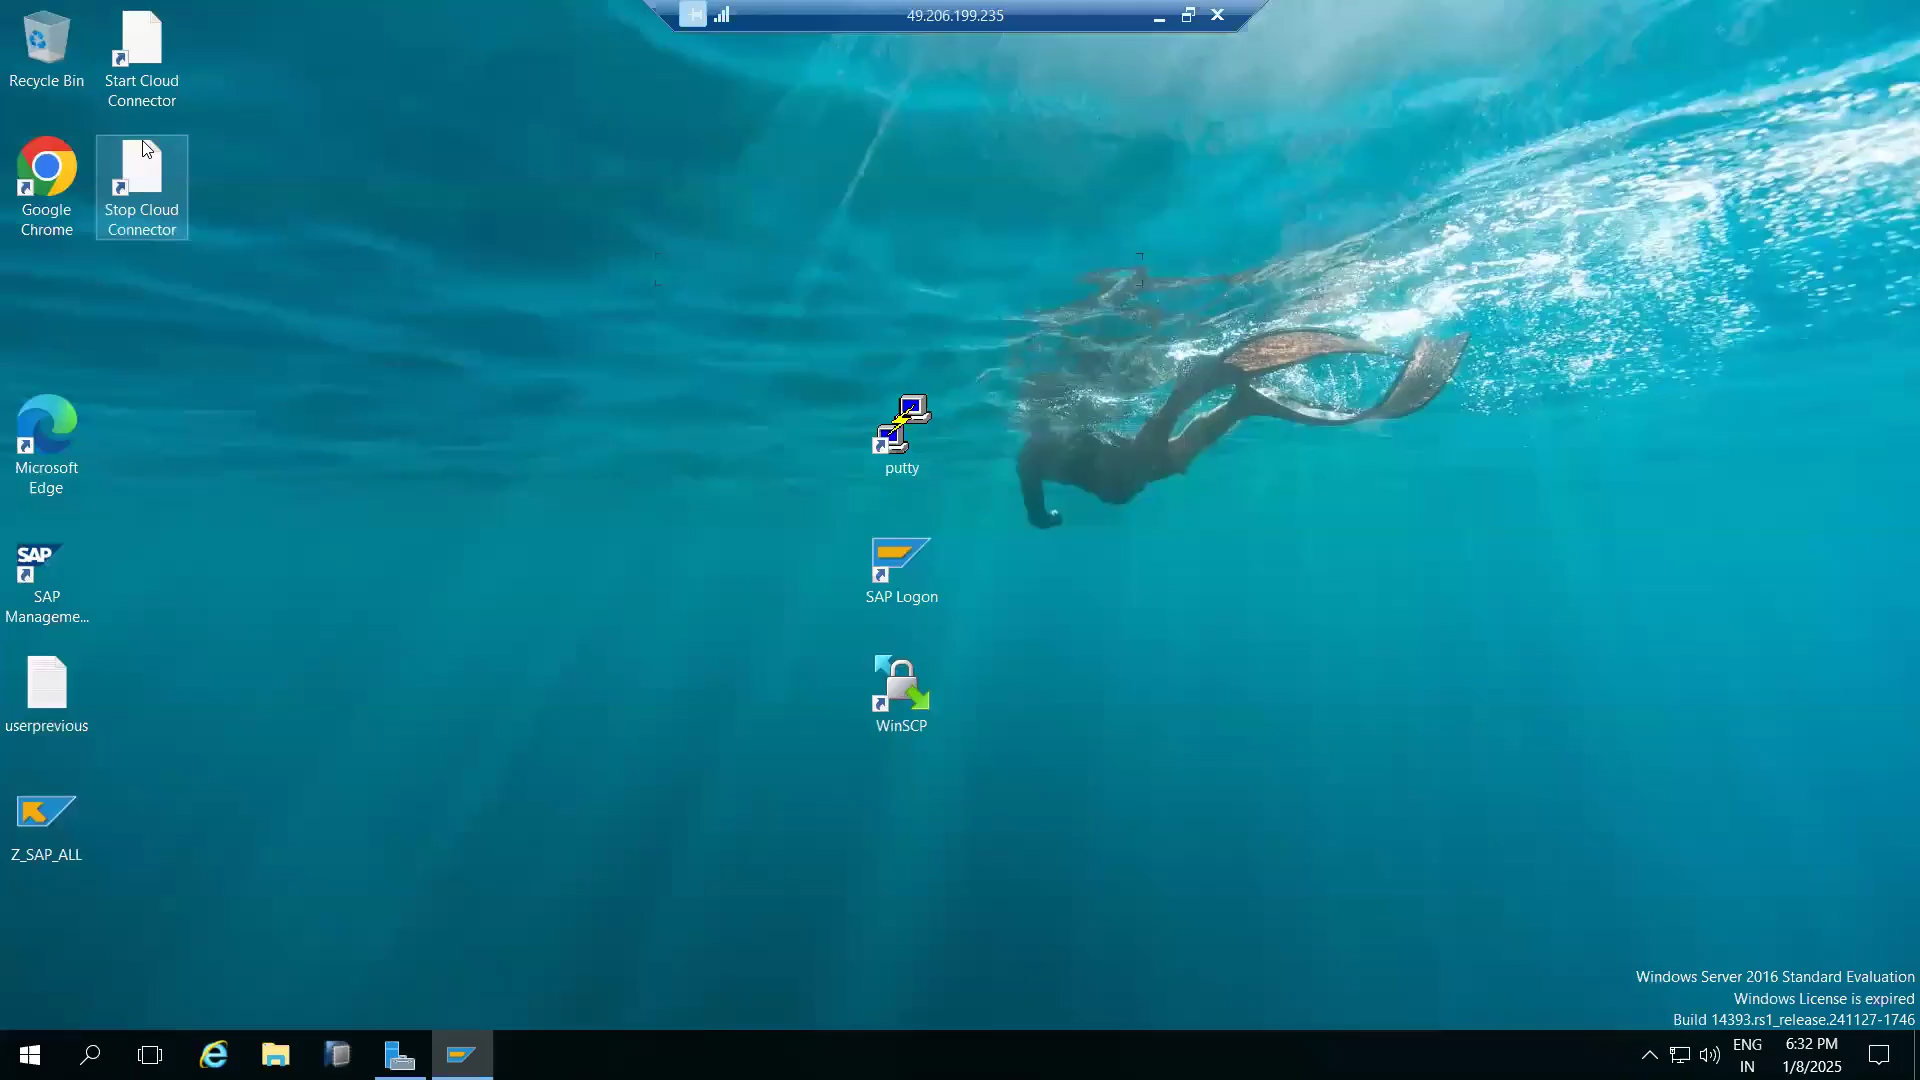 49.206.199.235
Recycle Bin
Start Cloud
Connector
Google
Chrome
Stop Cloud
Connector
Microsoft
Edge
putty
SAP
SAP
Manageme...
SAP Logon
userprevious
WinSCP
Z_SAP_ALL
Windows Server 2016 Standard Evaluation
Windows License is expired
Build 14393.rs1_release.241127-1746
ENG
IN
6:32 PM
1/8/2025